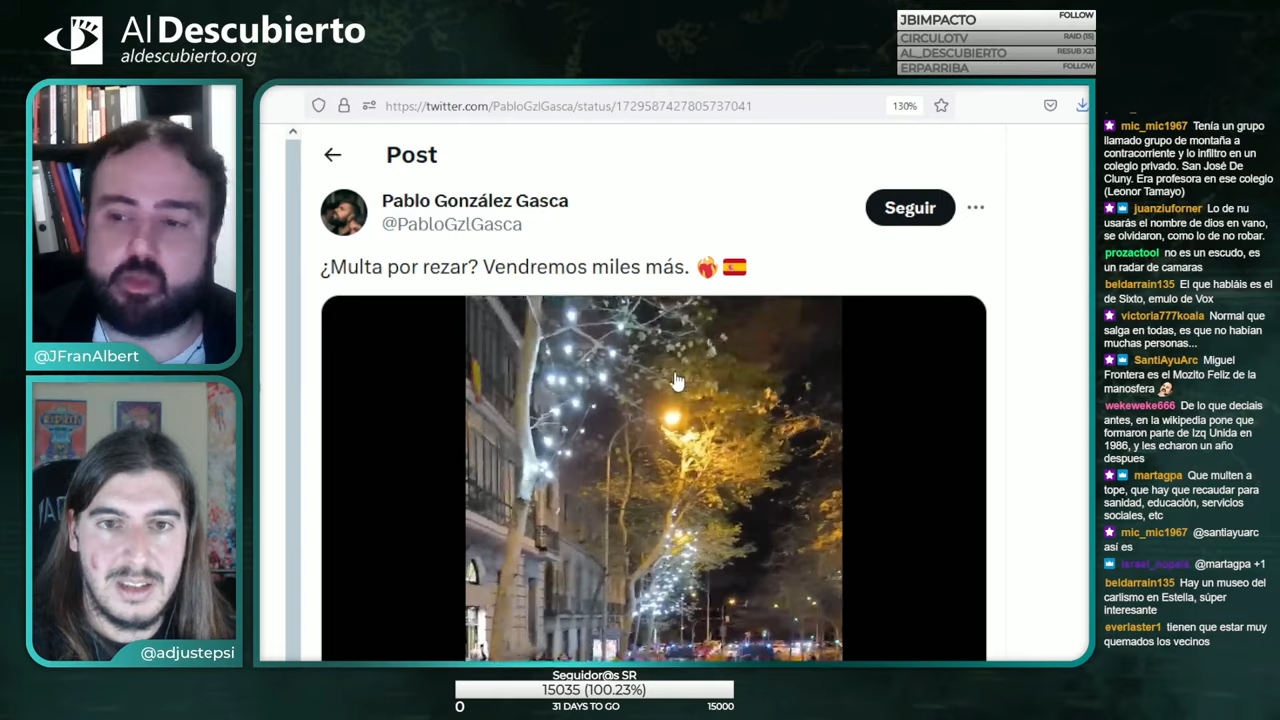 Al Descubierto
aldescubierto.org
JBIMPACTO FOLLOW
CIRCULOTV RAID (15)
AL_DESCUBIERTO RESUB X21
ERPARRIBA FOLLOW
@JFranAlbert
@adjustepsi
https://twitter.com/PabloGzlGasca/status/1729587427805737041
130%
Post
Pablo González Gasca
@PabloGzlGasca
Seguir
¿Multa por rezar? Vendremos miles más. ❤️‍🔥🇪🇸
mic_mic1967 Tenía un grupo
llamado grupo de montaña a
contracorriente y lo infiltro en un
colegio privado. San José De
Cluny. Era profesora en ese colegio
(Leonor Tamayo)
juanziuforner Lo de nu
usarás el nombre de dios en vano,
se olvidaron, como lo de no robar.
prozactool no es un escudo, es
un radar de camaras
beldarrain135 El que habláis es el
de Sixto, emulo de Vox
victoria777koala Normal que
salga en todas, es que no habían
muchas personas...
SantiAyuArc Miguel
Frontera es el Mozito Feliz de la
manosfera
wekeweke666 De lo que deciais
antes, en la wikipedia pone que
formaron parte de Izq Unida en
1986, y les echaron un año
despues
martagpa Que multen a
tope, que hay que recaudar para
sanidad, educación, servicios
sociales, etc
mic_mic1967 @santiayuarc
así es
@martagpa +1
beldarrain135 Hay un museo del
carlismo en Estella, súper
interesante
everlaster1 tienen que estar muy
quemados los vecinos
Seguidor@s SR
15035 (100.23%)
0 31 DAYS TO GO 15000